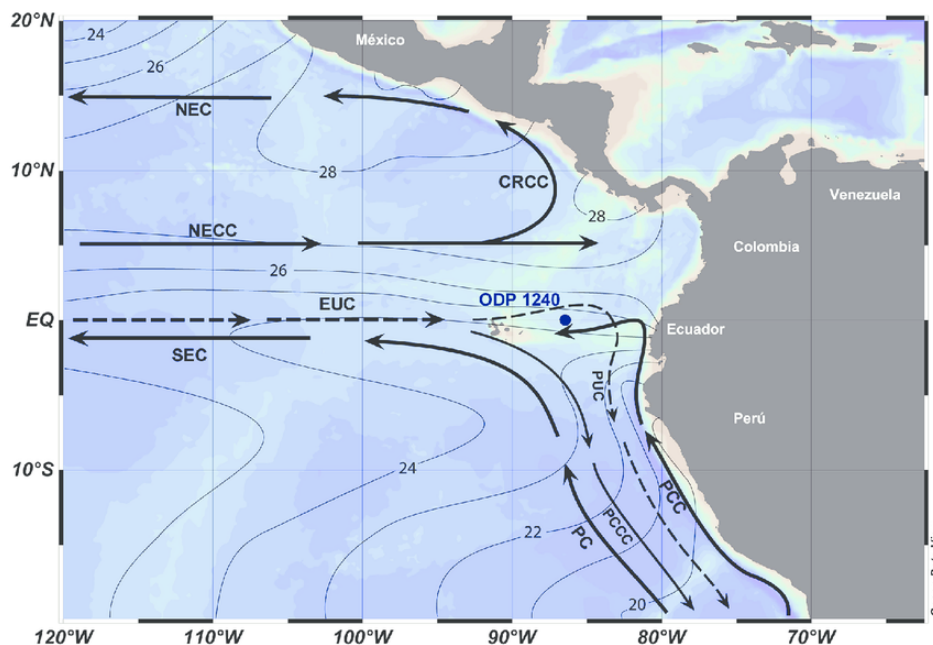 20°N
24
México
26
NEC
10°N
28
CRCC
28
Venezuela
NECC
Colombia
26
EUC
ODP 1240
EQ
Ecuador
SEC
PUC
Perú
10°S
24
PCC
22
PC
PCCC
20
120°W 110°W 100°W 90°W 80°W 70°W